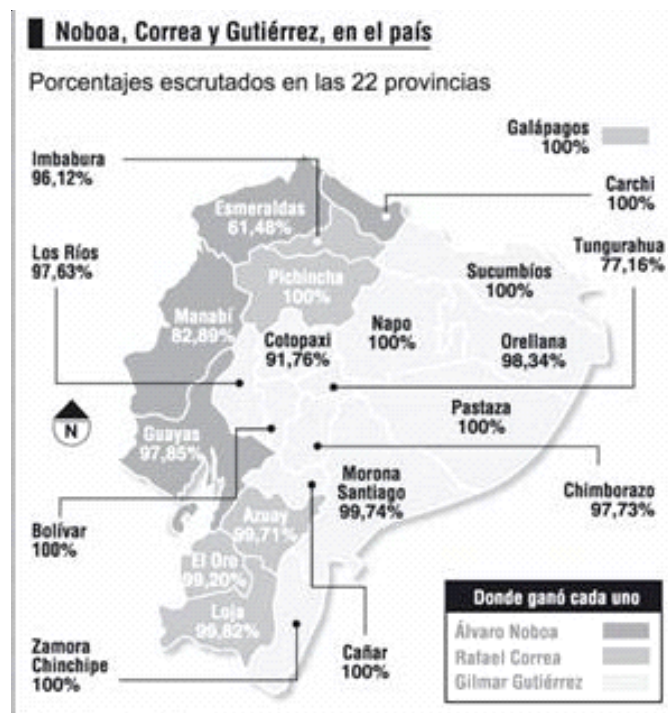 Noboa, Correa y Gutiérrez, en el país
Porcentajes escrutados en las 22 provincias
Galápagos
100%
Imbabura
96,12%
Carchi
100%
Esmeraldas
61,48%
Los Ríos
97,63%
Tungurahua
77,16%
Sucumbíos
100%
Pichincha
100%
Manabí
82,89%
Napo
100%
Cotopaxi
91,76%
Orellana
98,34%
Pastaza
100%
N
Guayas
97,85%
Morona
Santiago
99,74%
Chimborazo
97,73%
Bolívar
100%
Azuay
99,71%
El Oro
99,20%
Loja
99,82%
Cañar
100%
Zamora
Chinchipe
100%
Donde ganó cada uno
Álvaro Noboa
Rafael Correa
Gilmar Gutiérrez